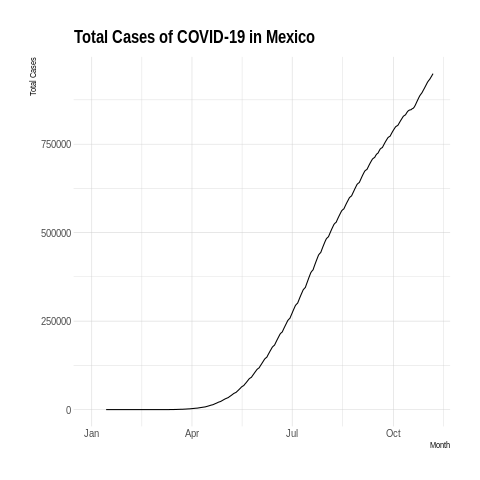 Total Cases of COVID-19 in Mexico
Total Cases
750000
500000
250000
0
Jan Apr Jul Oct
Month